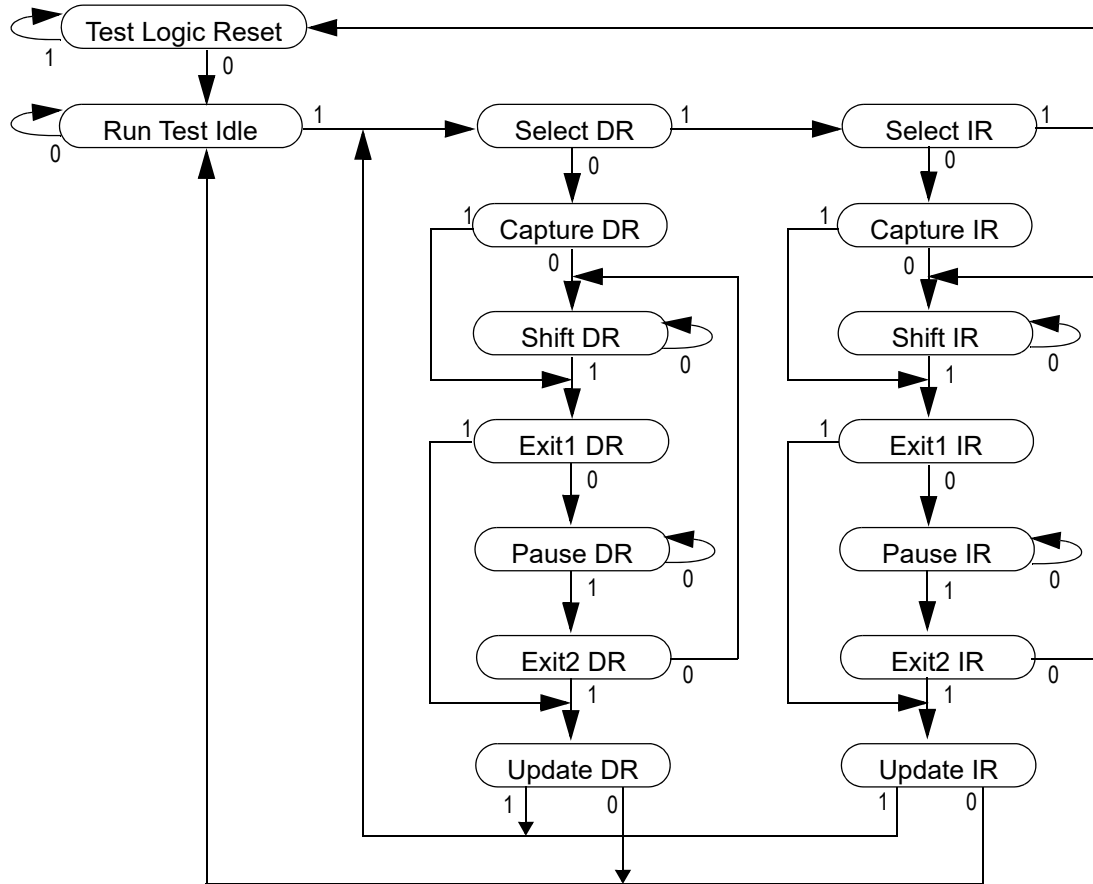 Test Logic Reset
1
0
Run Test Idle
1
Select DR
1
Select IR
1
0
0
0
1
Capture DR
1
Capture IR
0
0
Shift DR
Shift IR
0
0
1
1
1
Exit1 DR
1
Exit1 IR
0
0
Pause DR
Pause IR
0
0
1
1
Exit2 DR
Exit2 IR
0
0
1
1
Update DR
Update IR
1
0
1
0